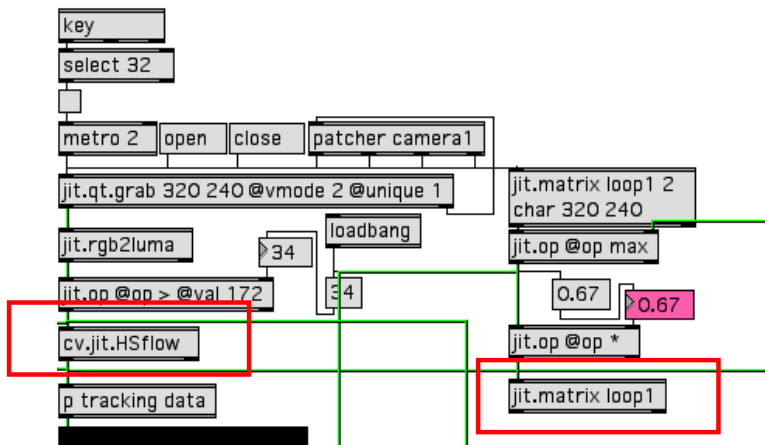 key
select 32
metro 2
open
close
patcher camera1
jit.qt.grab 320 240 @vmode 2 @unique 1
jit.matrix loop1 2
char 320 240
loadbang
jit.rgb2luma
34
jit.op @op max
jit.op @op > @val 172
34
0.67
0.67
cv.jit.HSflow
jit.op @op *
p tracking data
jit.matrix loop1